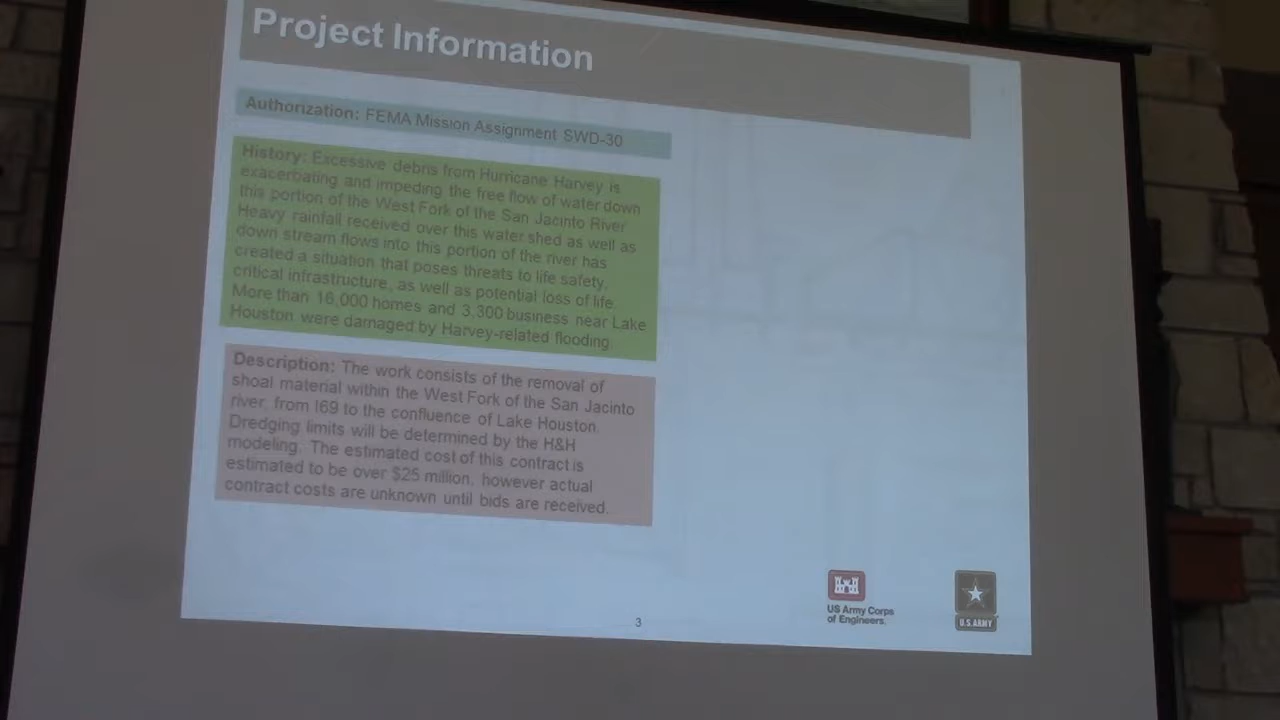 Project Information
Authorization: FEMA Mission Assignment SWD-30
History: Excessive debris from Hurricane Harvey is
exacerbating and impeding the free flow of water down
this portion of the West Fork of the San Jacinto River
Heavy rainfall received over this water shed as well as
down stream flows into this portion of the river has
created a situation that poses threats to life safety,
critical infrastructure, as well as potential loss of life.
More than 16,000 homes and 3,300 business near Lake
Houston were damaged by Harvey-related flooding.
Description: The work consists of the removal of
shoal material within the West Fork of the San Jacinto
river, from I69 to the confluence of Lake Houston.
Dredging limits will be determined by the H&H
modeling. The estimated cost of this contract is
estimated to be over $25 million, however actual
contract costs are unknown until bids are received.
3
US Army Corps
of Engineers.
U.S. ARMY